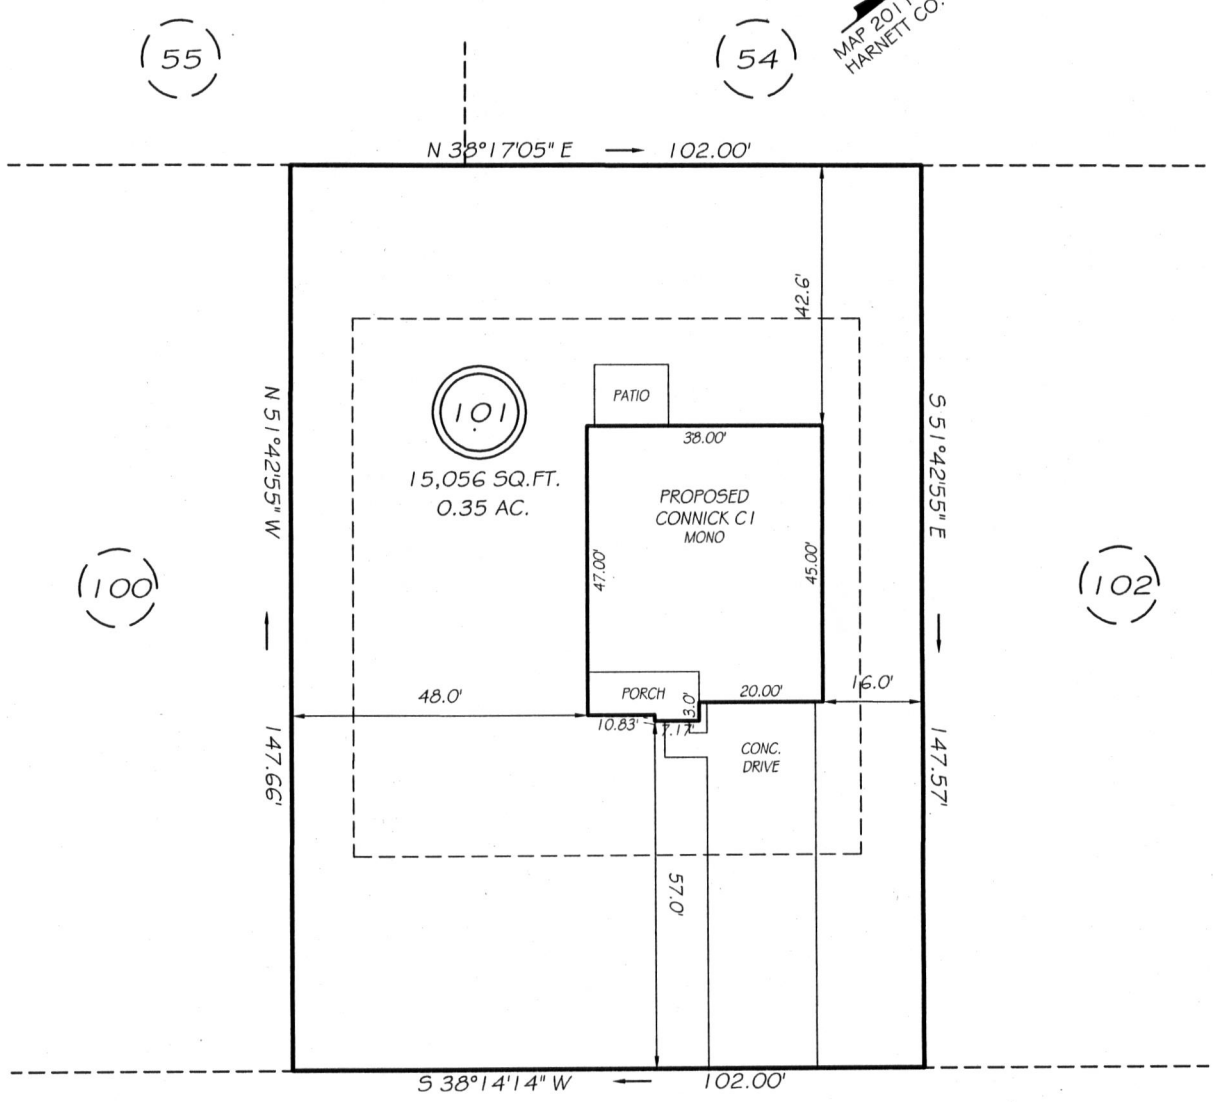 MAP 2011
HARNETT CO.
55
54
N 38°17'05" E
102.00'
42.6'
PATIO
101
15,056 SQ.FT.
0.35 AC.
38.00'
PROPOSED
CONNICK C1
MONO
47.00'
45.00'
N 51°42'55" W
147.66'
S 51°42'55" E
147.57'
100
102
48.0'
PORCH
3.0'
20.00'
16.0'
10.83'
7.17'
CONC.
DRIVE
57.0'
S 38°14'14" W
102.00'